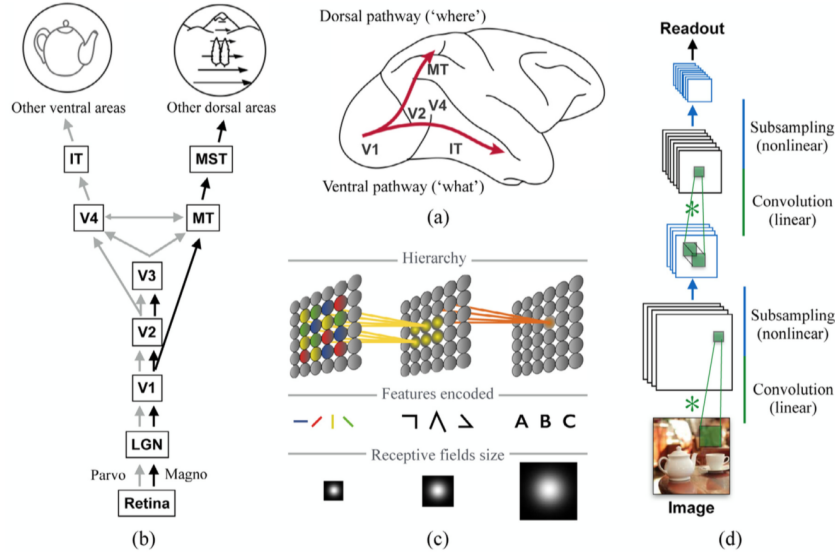 Other ventral areas
Other dorsal areas
IT
MST
V4
MT
V3
V2
V1
LGN
Parvo
Magno
Retina
(b)
Dorsal pathway (‘where’)
MT
V2
V4
V1
IT
Ventral pathway (‘what’)
(a)
Hierarchy
Features encoded
A B C
Receptive fields size
(c)
Readout
Subsampling
(nonlinear)
Convolution
(linear)
*
Subsampling
(nonlinear)
Convolution
(linear)
*
Image
(d)